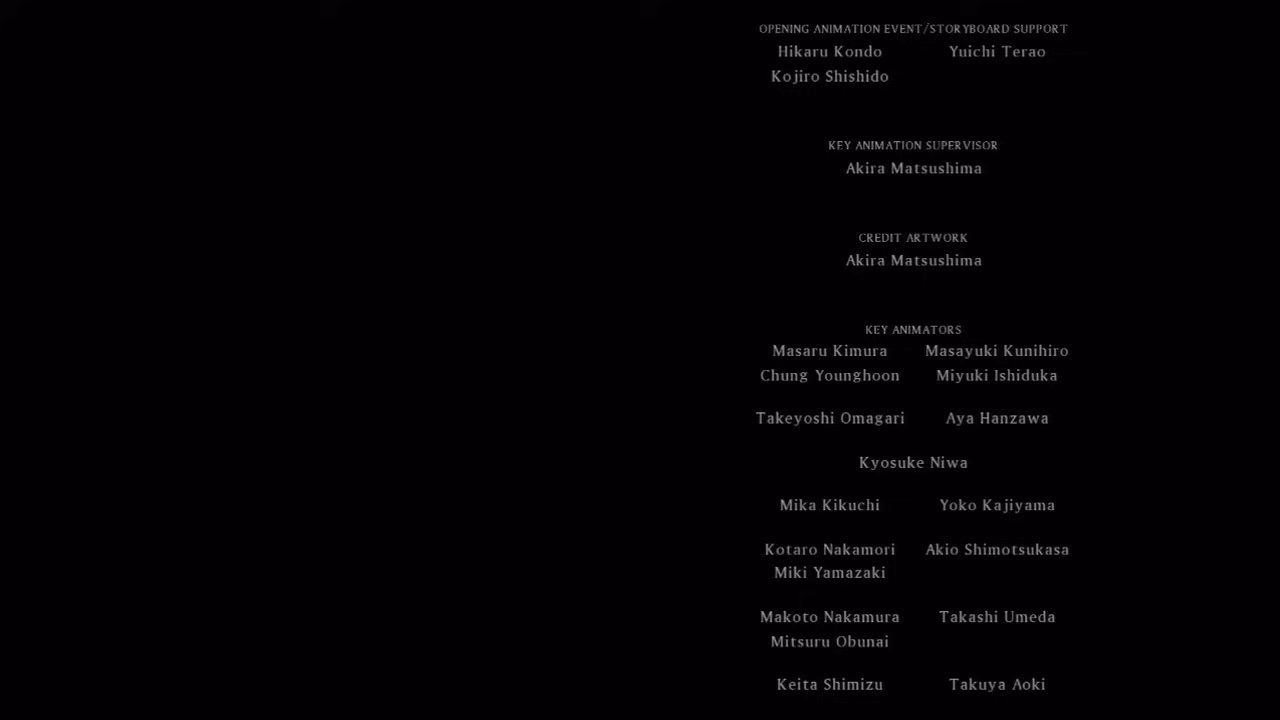 OPENING ANIMATION EVENT/STORYBOARD SUPPORT
Hikaru Kondo Yuichi Terao
Kojiro Shishido
KEY ANIMATION SUPERVISOR
Akira Matsushima
CREDIT ARTWORK
Akira Matsushima
KEY ANIMATORS
Masaru Kimura Masayuki Kunihiro
Chung Younghoon Miyuki Ishiduka
Takeyoshi Omagari Aya Hanzawa
Kyosuke Niwa
Mika Kikuchi Yoko Kajiyama
Kotaro Nakamori Akio Shimotsukasa
Miki Yamazaki
Makoto Nakamura Takashi Umeda
Mitsuru Obunai
Keita Shimizu Takuya Aoki